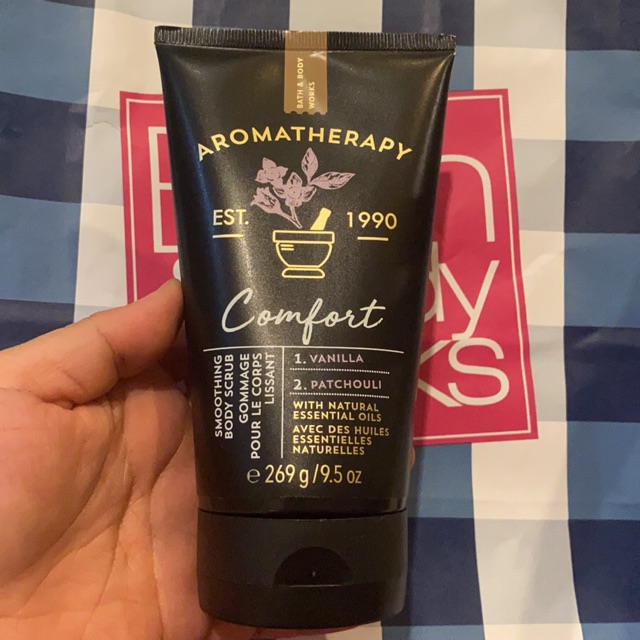 BATH & BODY
WORKS
AROMATHERAPY
EST. 1990
Comfort
SMOOTHING
BODY SCRUB
GOMMAGE
POUR LE CORPS
LISSANT
1. VANILLA
2. PATCHOULI
WITH NATURAL
ESSENTIAL OILS
AVEC DES HUILES
ESSENTIELLES
NATURELLES
e 269 g/9.5 oz